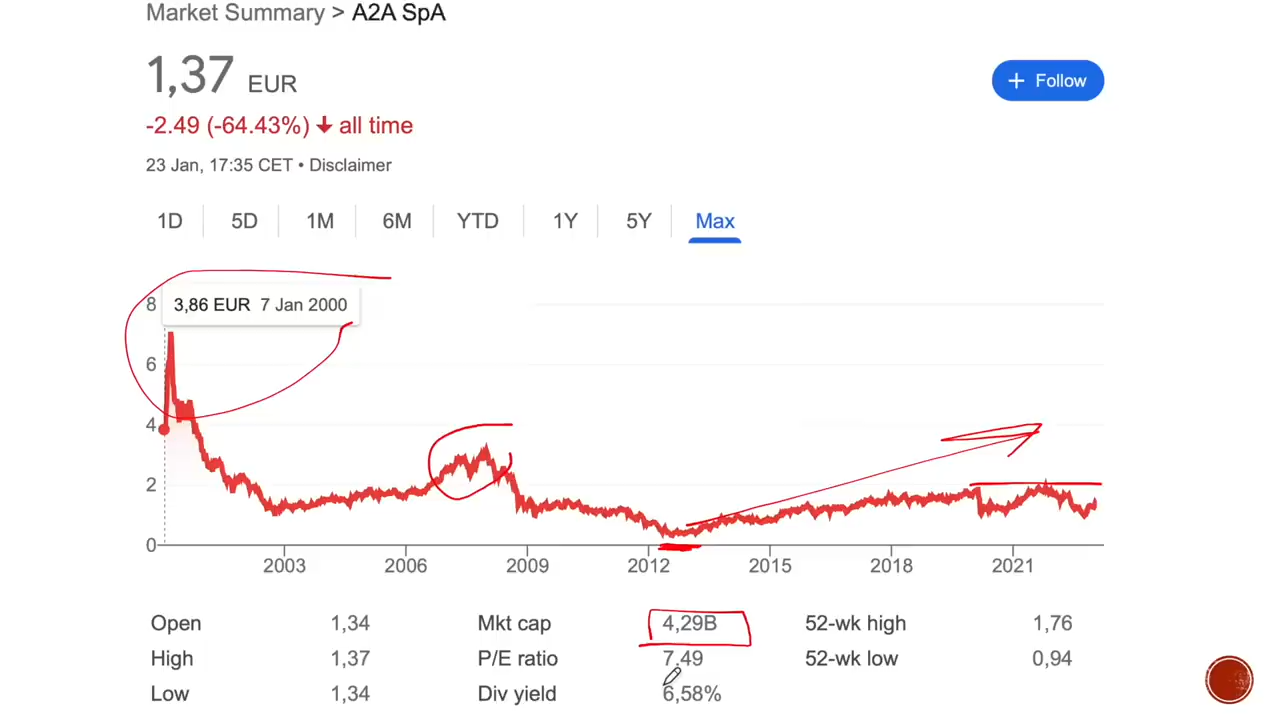 Market Summary > A2A SpA
1,37 EUR
+ Follow
-2.49 (-64.43%) ↓ all time
23 Jan, 17:35 CET • Disclaimer
1D 5D 1M 6M YTD 1Y 5Y Max
8
3,86 EUR 7 Jan 2000
6
4
2
0
2003 2006 2009 2012 2015 2018 2021
Open 1,34 Mkt cap 4,29B 52-wk high 1,76
High 1,37 P/E ratio 7,49 52-wk low 0,94
Low 1,34 Div yield 6,58%